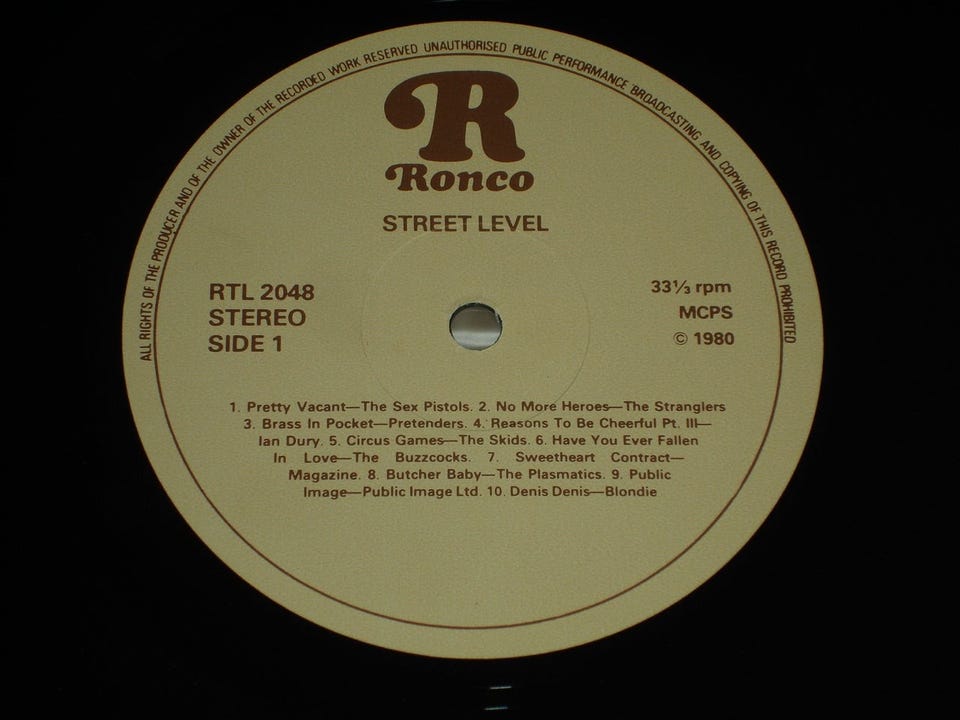 ALL RIGHTS OF THE PRODUCER AND OF THE OWNER OF THE RECORDED WORK RESERVED UNAUTHORISED PUBLIC PERFORMANCE BROADCASTING AND COPYING OF THIS RECORD PROHIBITED
R
Ronco
STREET LEVEL
RTL 2048
STEREO
SIDE 1
33⅓ rpm
MCPS
© 1980
1. Pretty Vacant—The Sex Pistols. 2. No More Heroes—The Stranglers
3. Brass In Pocket—Pretenders. 4. Reasons To Be Cheerful Pt. III—
Ian Dury. 5. Circus Games—The Skids. 6. Have You Ever Fallen
In Love—The Buzzcocks. 7. Sweetheart Contract—
Magazine. 8. Butcher Baby—The Plasmatics. 9. Public
Image—Public Image Ltd. 10. Denis Denis—Blondie